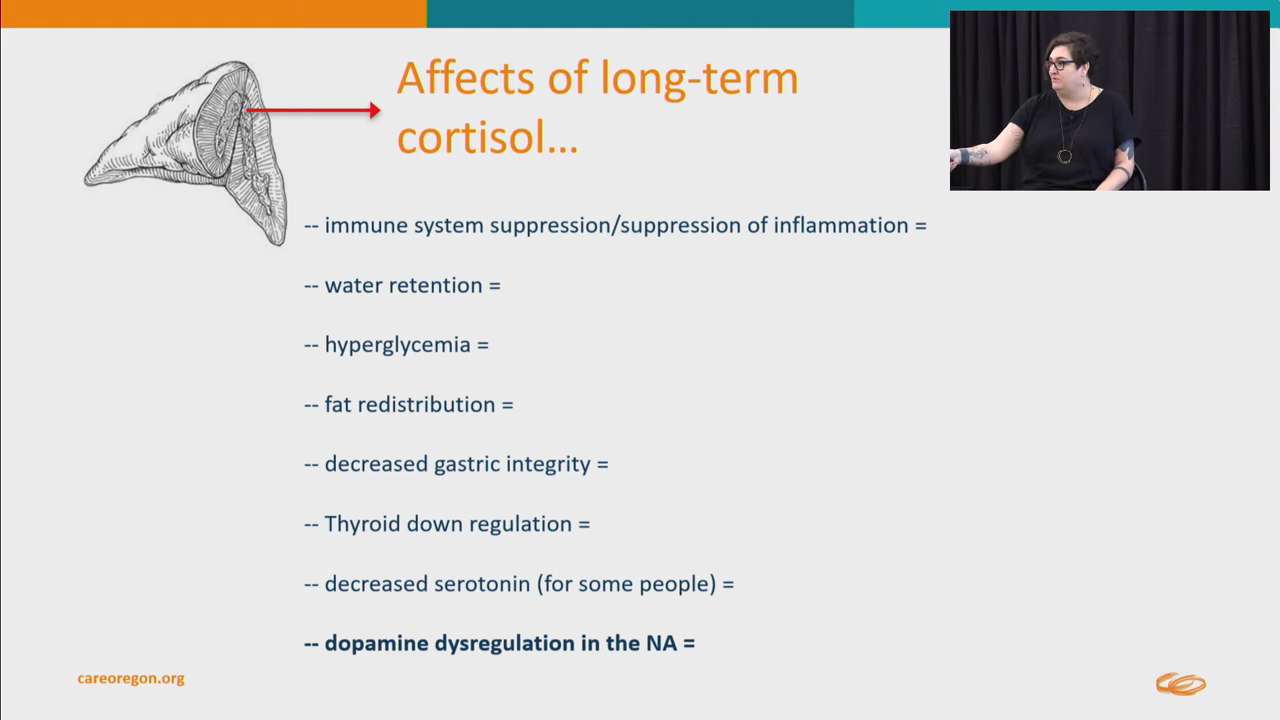 Affects of long-term
cortisol...
-- immune system suppression/suppression of inflammation =
-- water retention =
-- hyperglycemia =
-- fat redistribution =
-- decreased gastric integrity =
-- Thyroid down regulation =
-- decreased serotonin (for some people) =
-- dopamine dysregulation in the NA =
careoregon.org